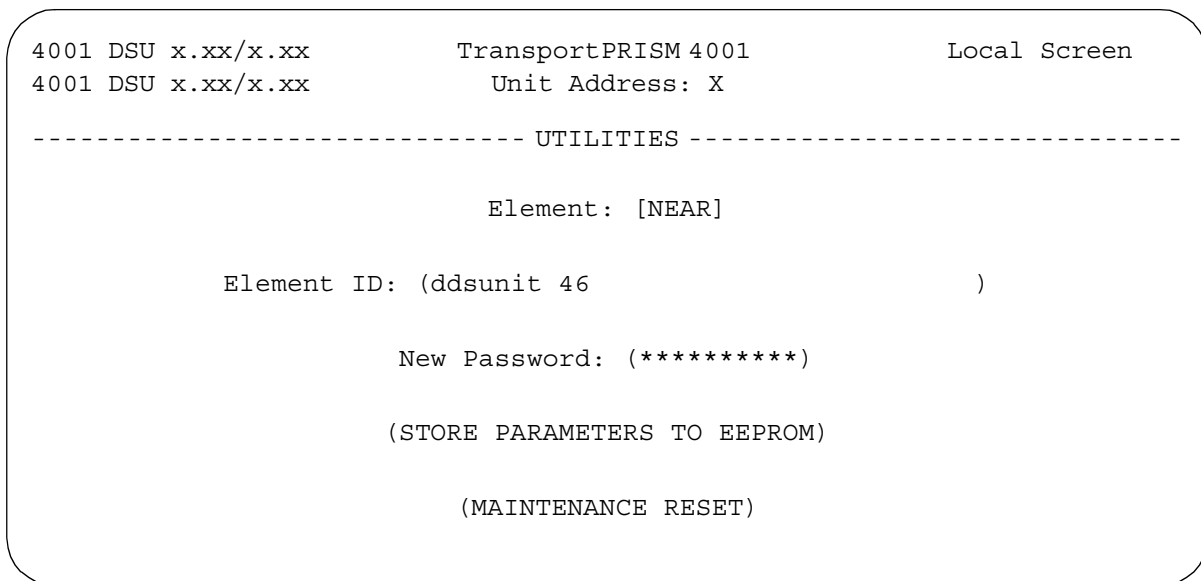 4001 DSU x.xx/x.xx TransportPRISM 4001 Local Screen
4001 DSU x.xx/x.xx Unit Address: X
------------------------------- UTILITIES -------------------------------
Element: [NEAR]
Element ID: (ddsunit 46 )
New Password: (**********)
(STORE PARAMETERS TO EEPROM)
(MAINTENANCE RESET)